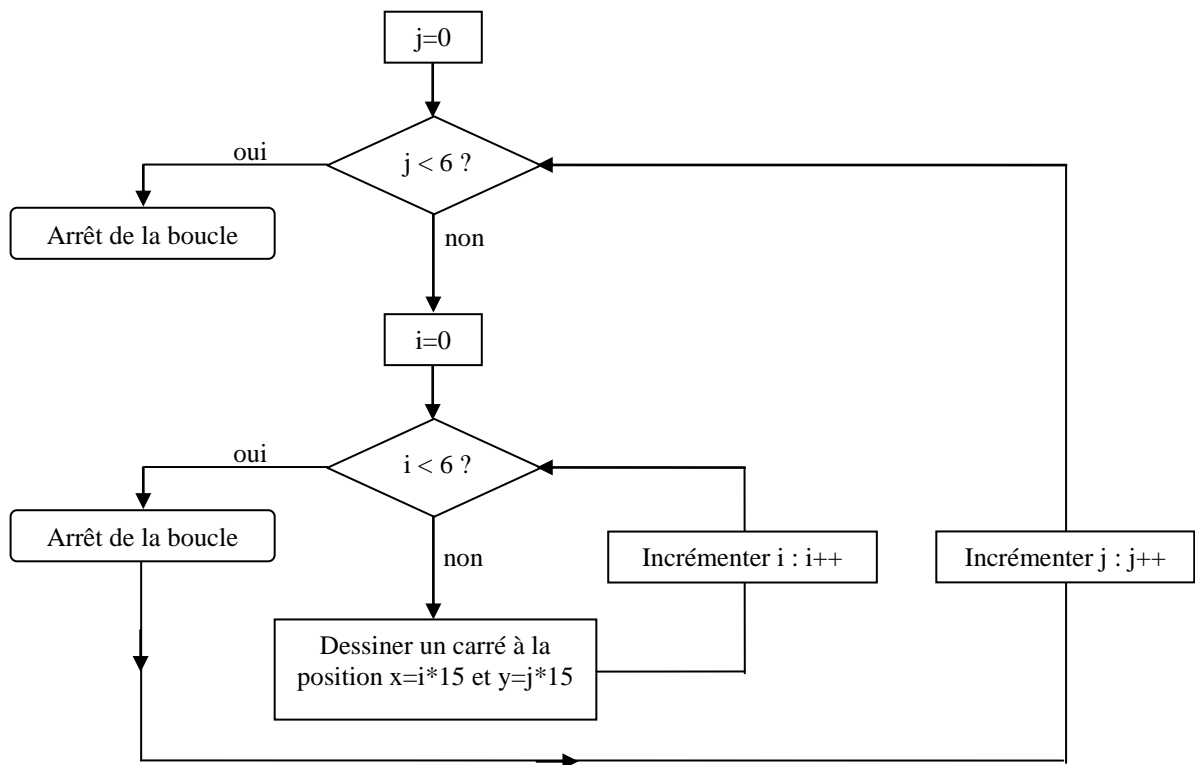 j=0
oui
j < 6 ?
Arrêt de la boucle
non
i=0
oui
i < 6 ?
Arrêt de la boucle
non
Incrémenter i : i++
Incrémenter j : j++
Dessiner un carré à la
position x=i*15 et y=j*15